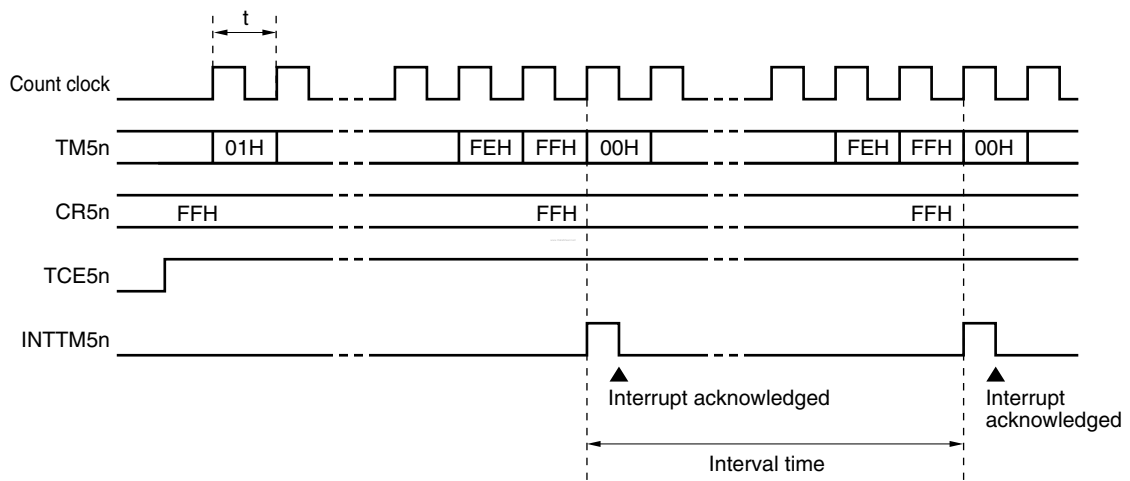 t
Count clock
TM5n 01H FEH FFH 00H FEH FFH 00H
CR5n FFH FFH FFH
TCE5n
INTTM5n
Interrupt acknowledged
Interrupt
acknowledged
Interval time